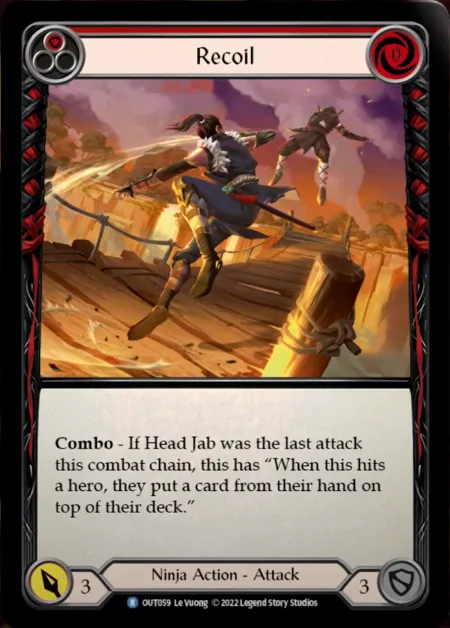 Recoil
0
Combo - If Head Jab was the last attack
this combat chain, this has “When this hits
a hero, they put a card from their hand on
top of their deck.”
3
Ninja Action - Attack
3
R OUT059 Le Vuong © 2022 Legend Story Studios